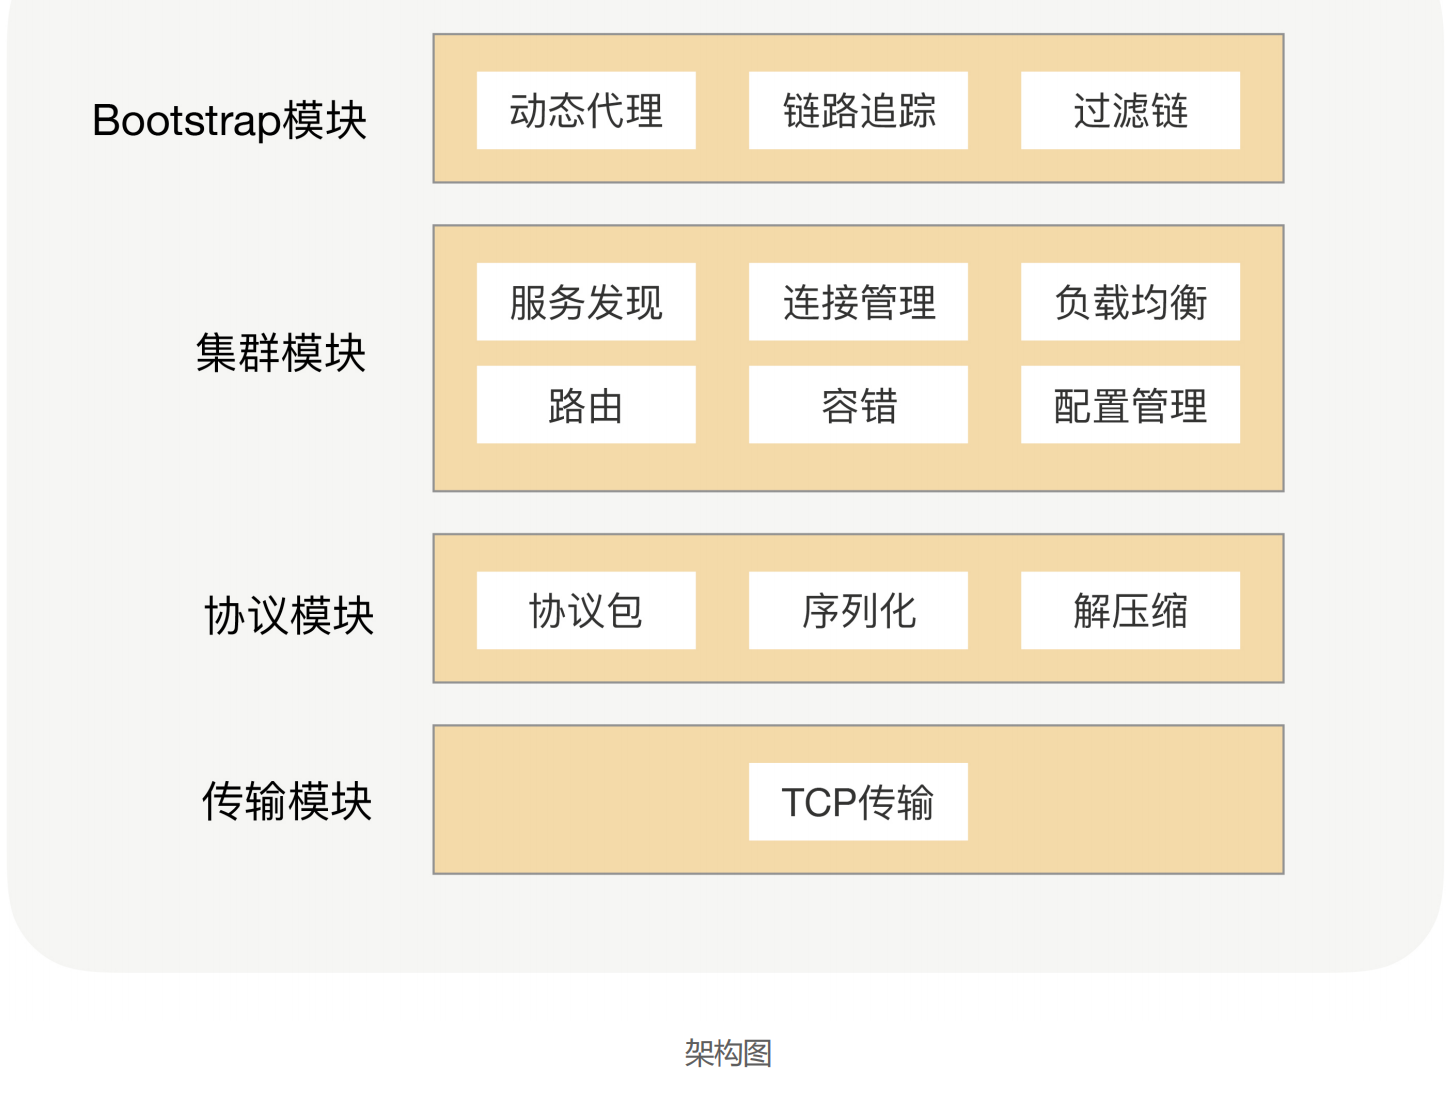 Bootstrap模块
动态代理 链路追踪 过滤链
集群模块
服务发现 连接管理 负载均衡
路由 容错 配置管理
协议模块
协议包 序列化 解压缩
传输模块
TCP传输
架构图